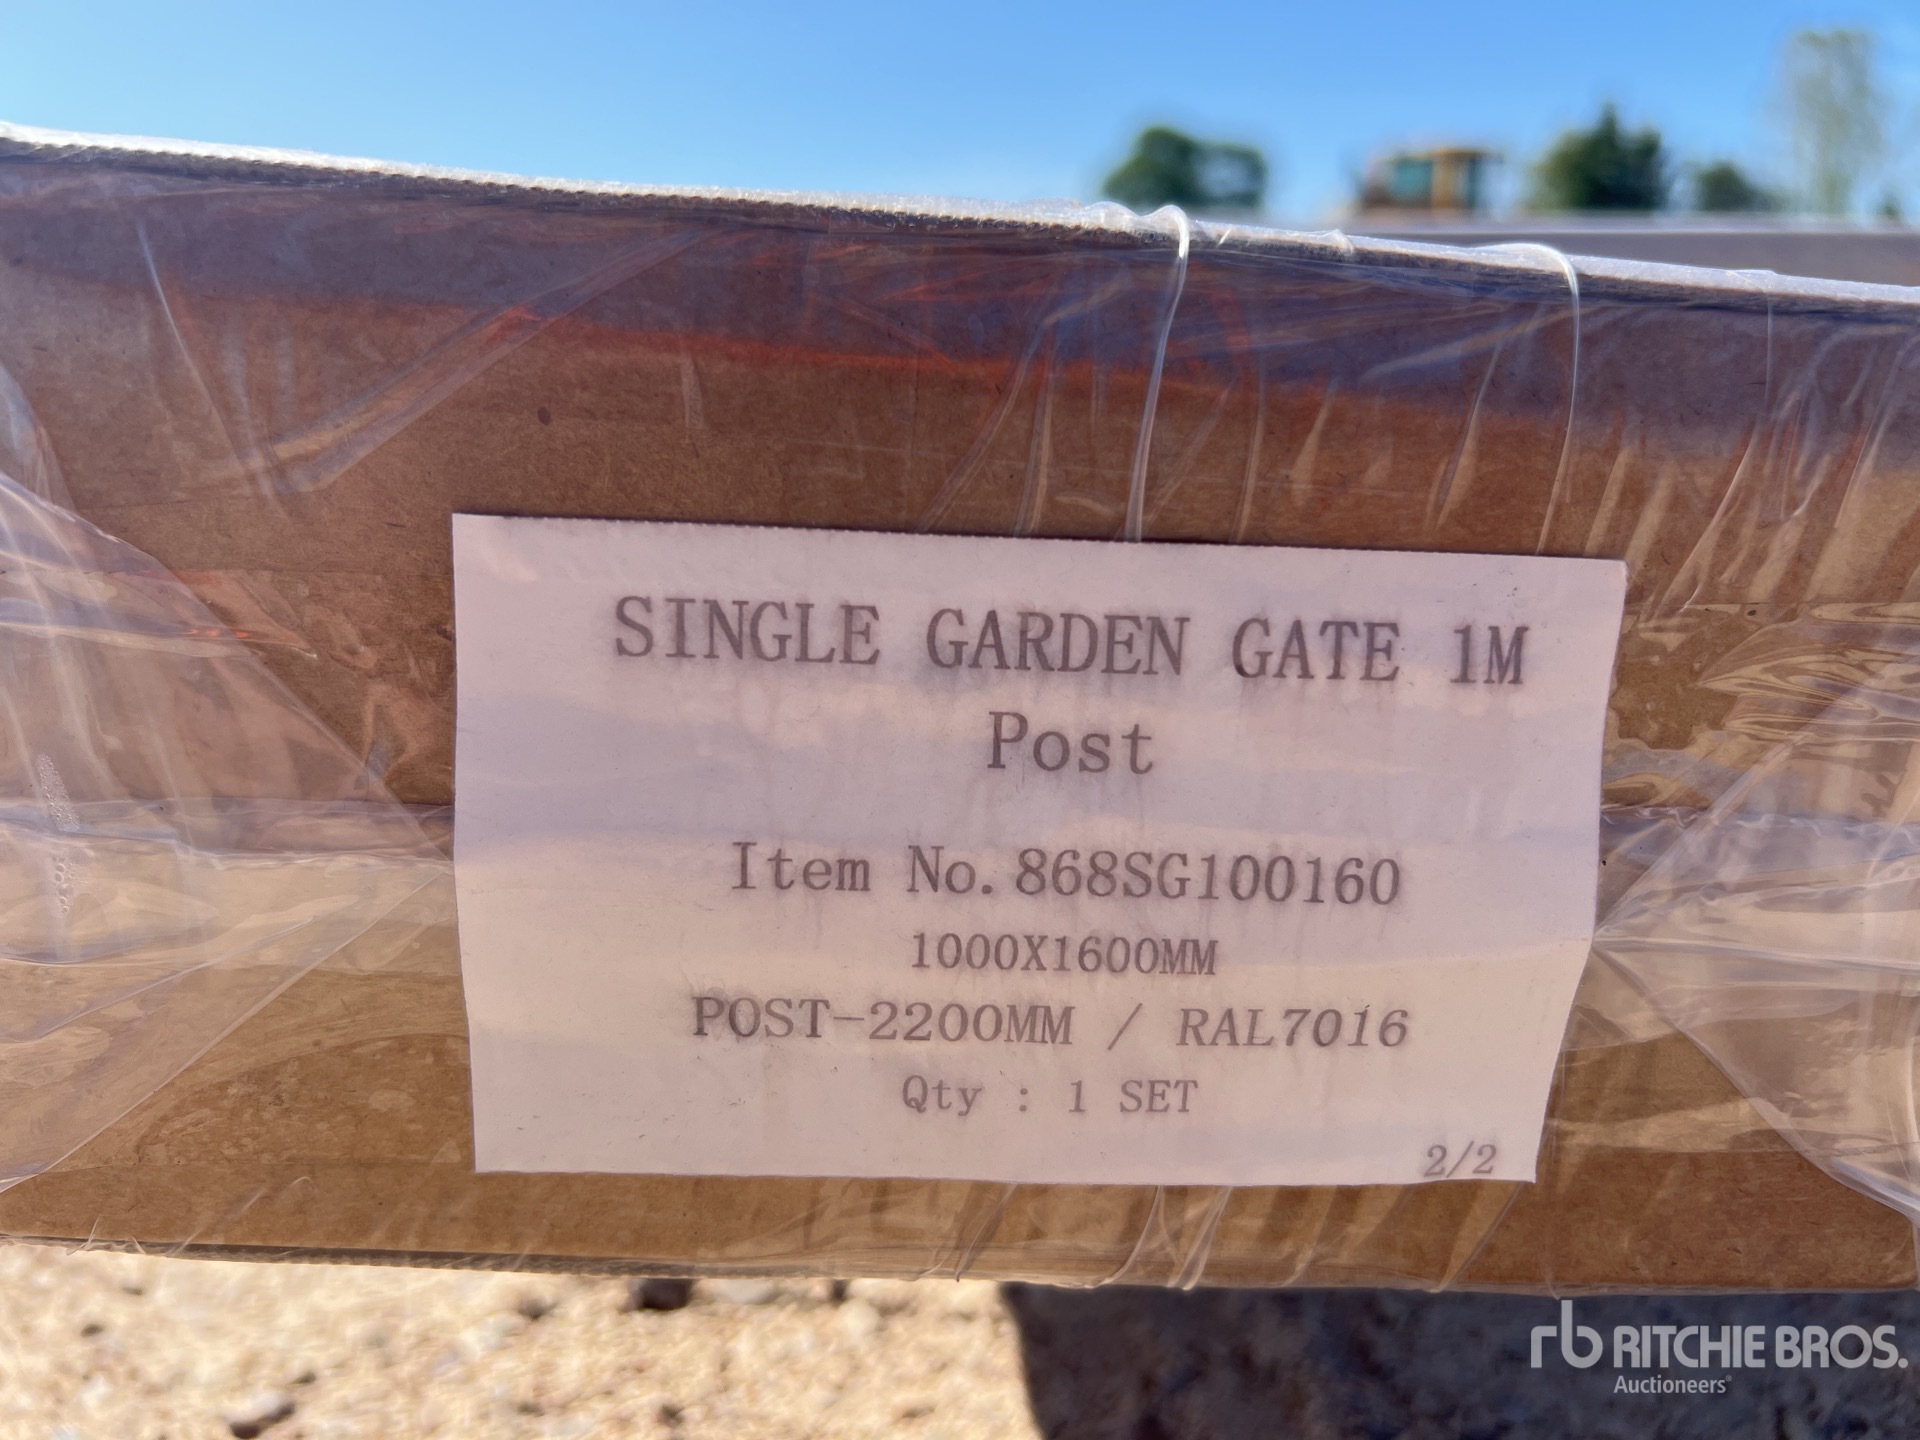 SINGLE GARDEN GATE 1M
Post
Item No.868SG100160
1000X1600MM
POST-2200MM / RAL7016
Qty : 1 SET
2/2
rb RITCHIE BROS.
Auctioneers®